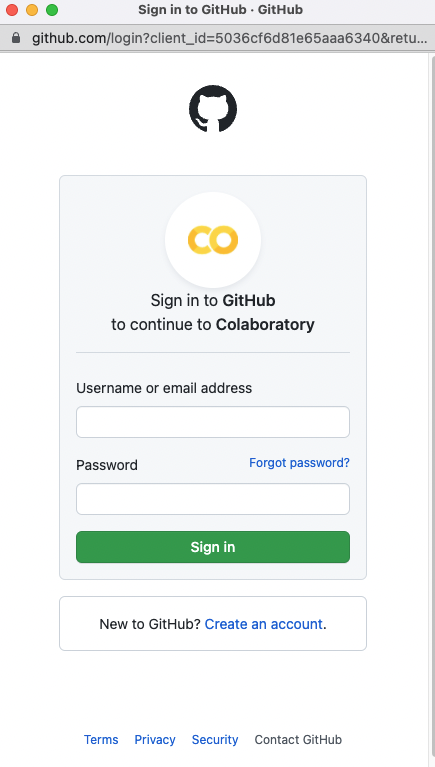 Sign in to GitHub · GitHub
github.com/login?client_id=5036cf6d81e65aaa6340&retu...
Sign in to GitHub
to continue to Colaboratory
Username or email address
Password
Forgot password?
Sign in
New to GitHub? Create an account.
Terms Privacy Security Contact GitHub